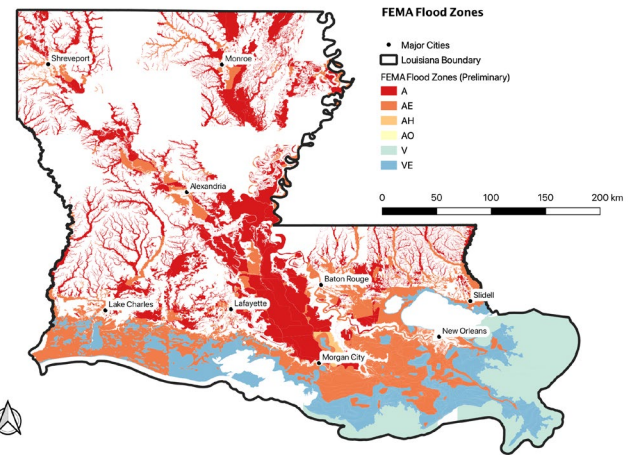 FEMA Flood Zones
Major Cities
Louisiana Boundary
FEMA Flood Zones (Preliminary)
A
AE
AH
AO
V
VE
0 50 100 150 200 km
Shreveport
Monroe
Alexandria
Baton Rouge
Slidell
Lake Charles
Lafayette
New Orleans
Morgan City